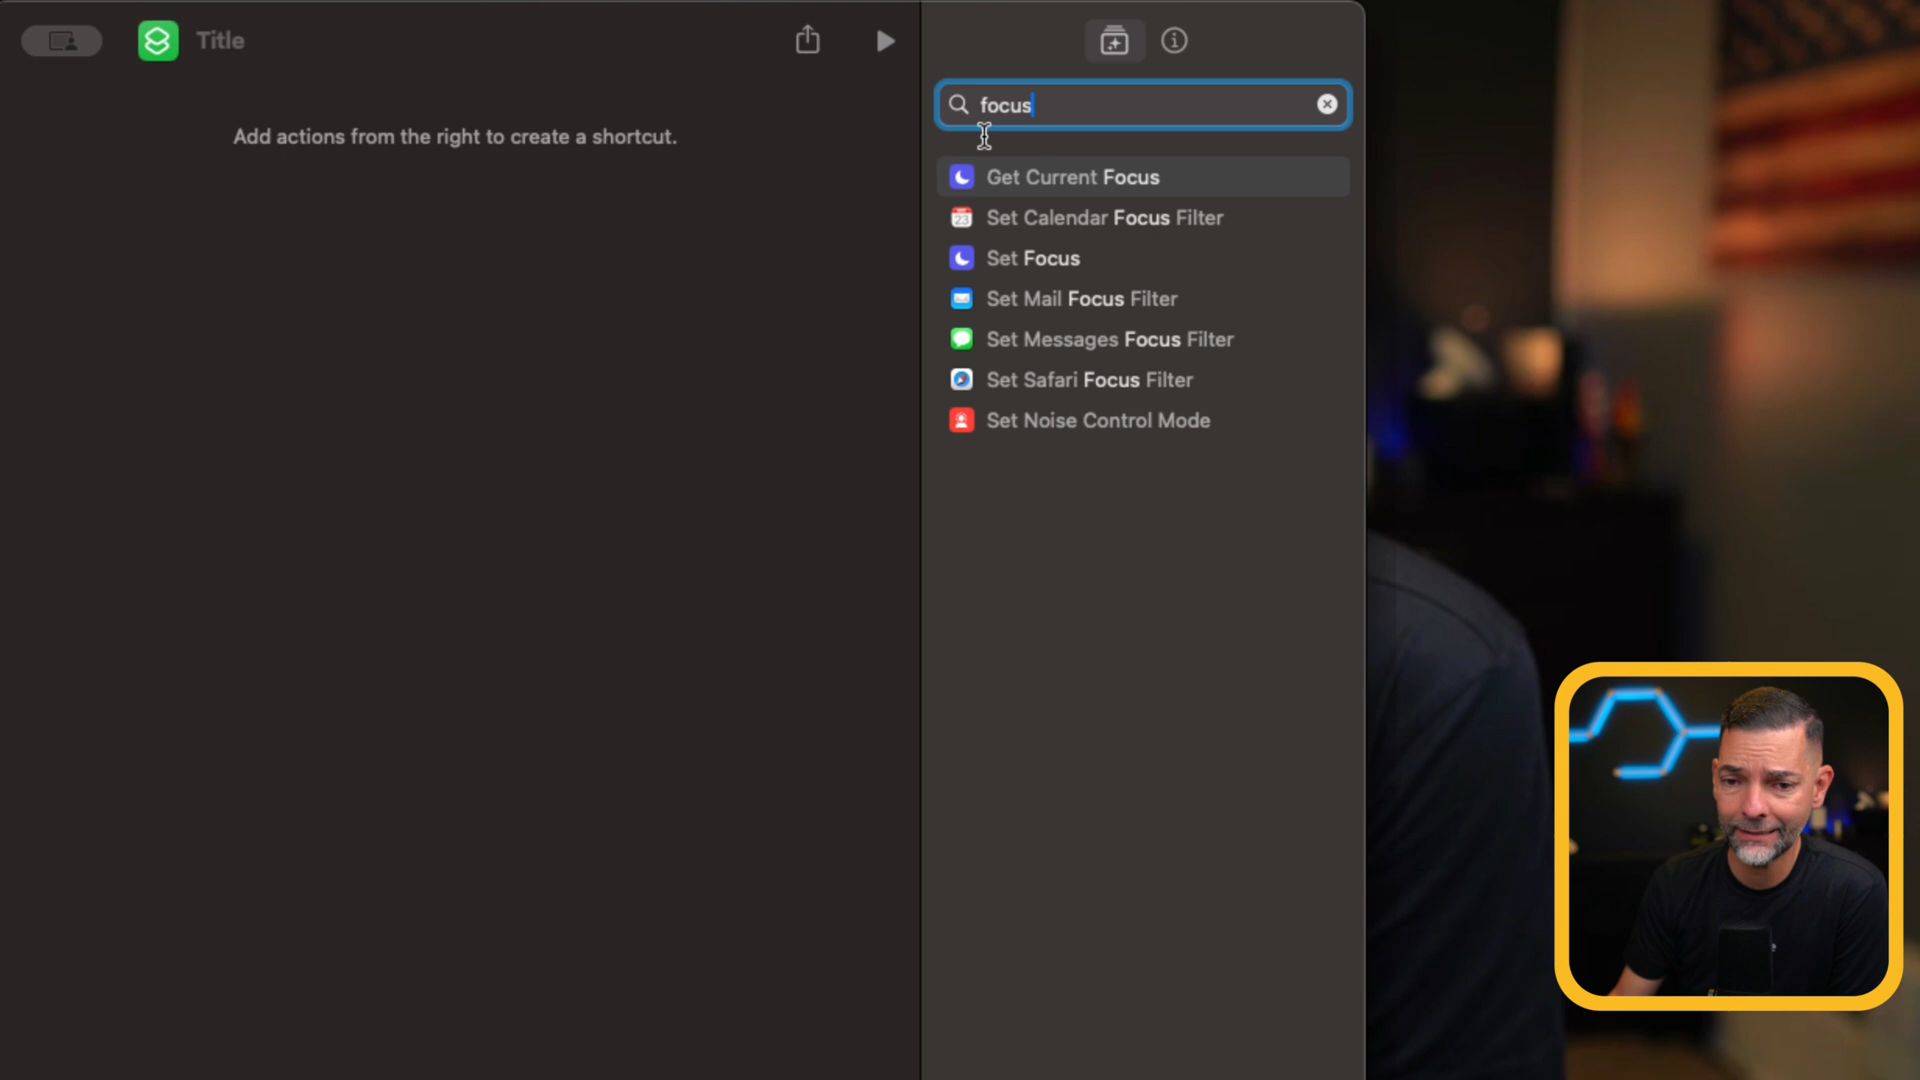 Title
Add actions from the right to create a shortcut.
focus
Get Current Focus
Set Calendar Focus Filter
Set Focus
Set Mail Focus Filter
Set Messages Focus Filter
Set Safari Focus Filter
Set Noise Control Mode